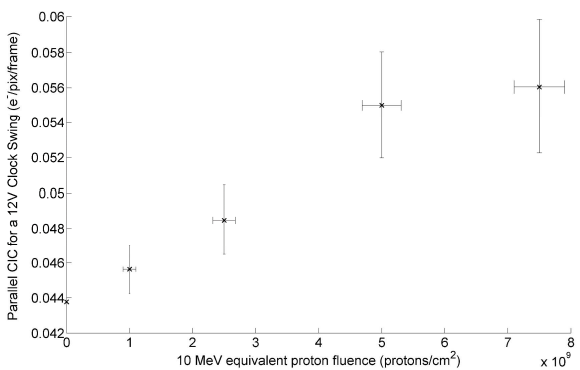 0.06
0.058
0.056
0.054
0.052
0.05
0.048
0.046
0.044
0.042
Parallel CIC for a 12V Clock Swing (e⁻/pix/frame)
0 1 2 3 4 5 6 7 8
x 10⁹
10 MeV equivalent proton fluence (protons/cm²)